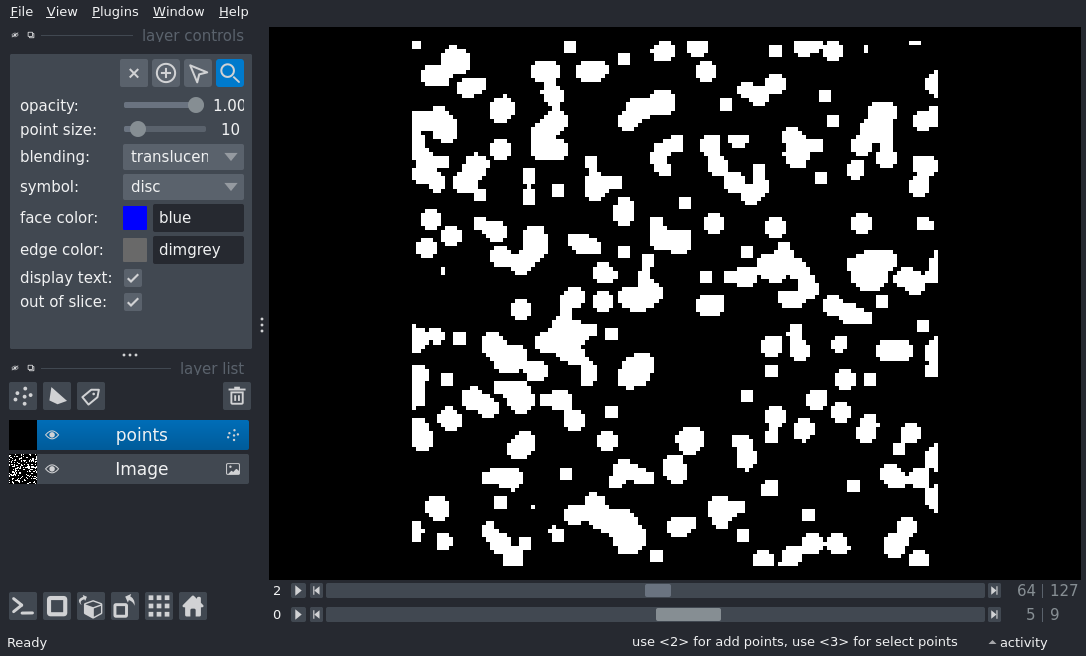 File View Plugins Window Help
layer controls
opacity: 1.00
point size: 10
blending: translucen
symbol: disc
face color: blue
edge color: dimgrey
display text:
out of slice:
layer list
points
Image
2 64 | 127
0 5 | 9
Ready use <2> for add points, use <3> for select points activity